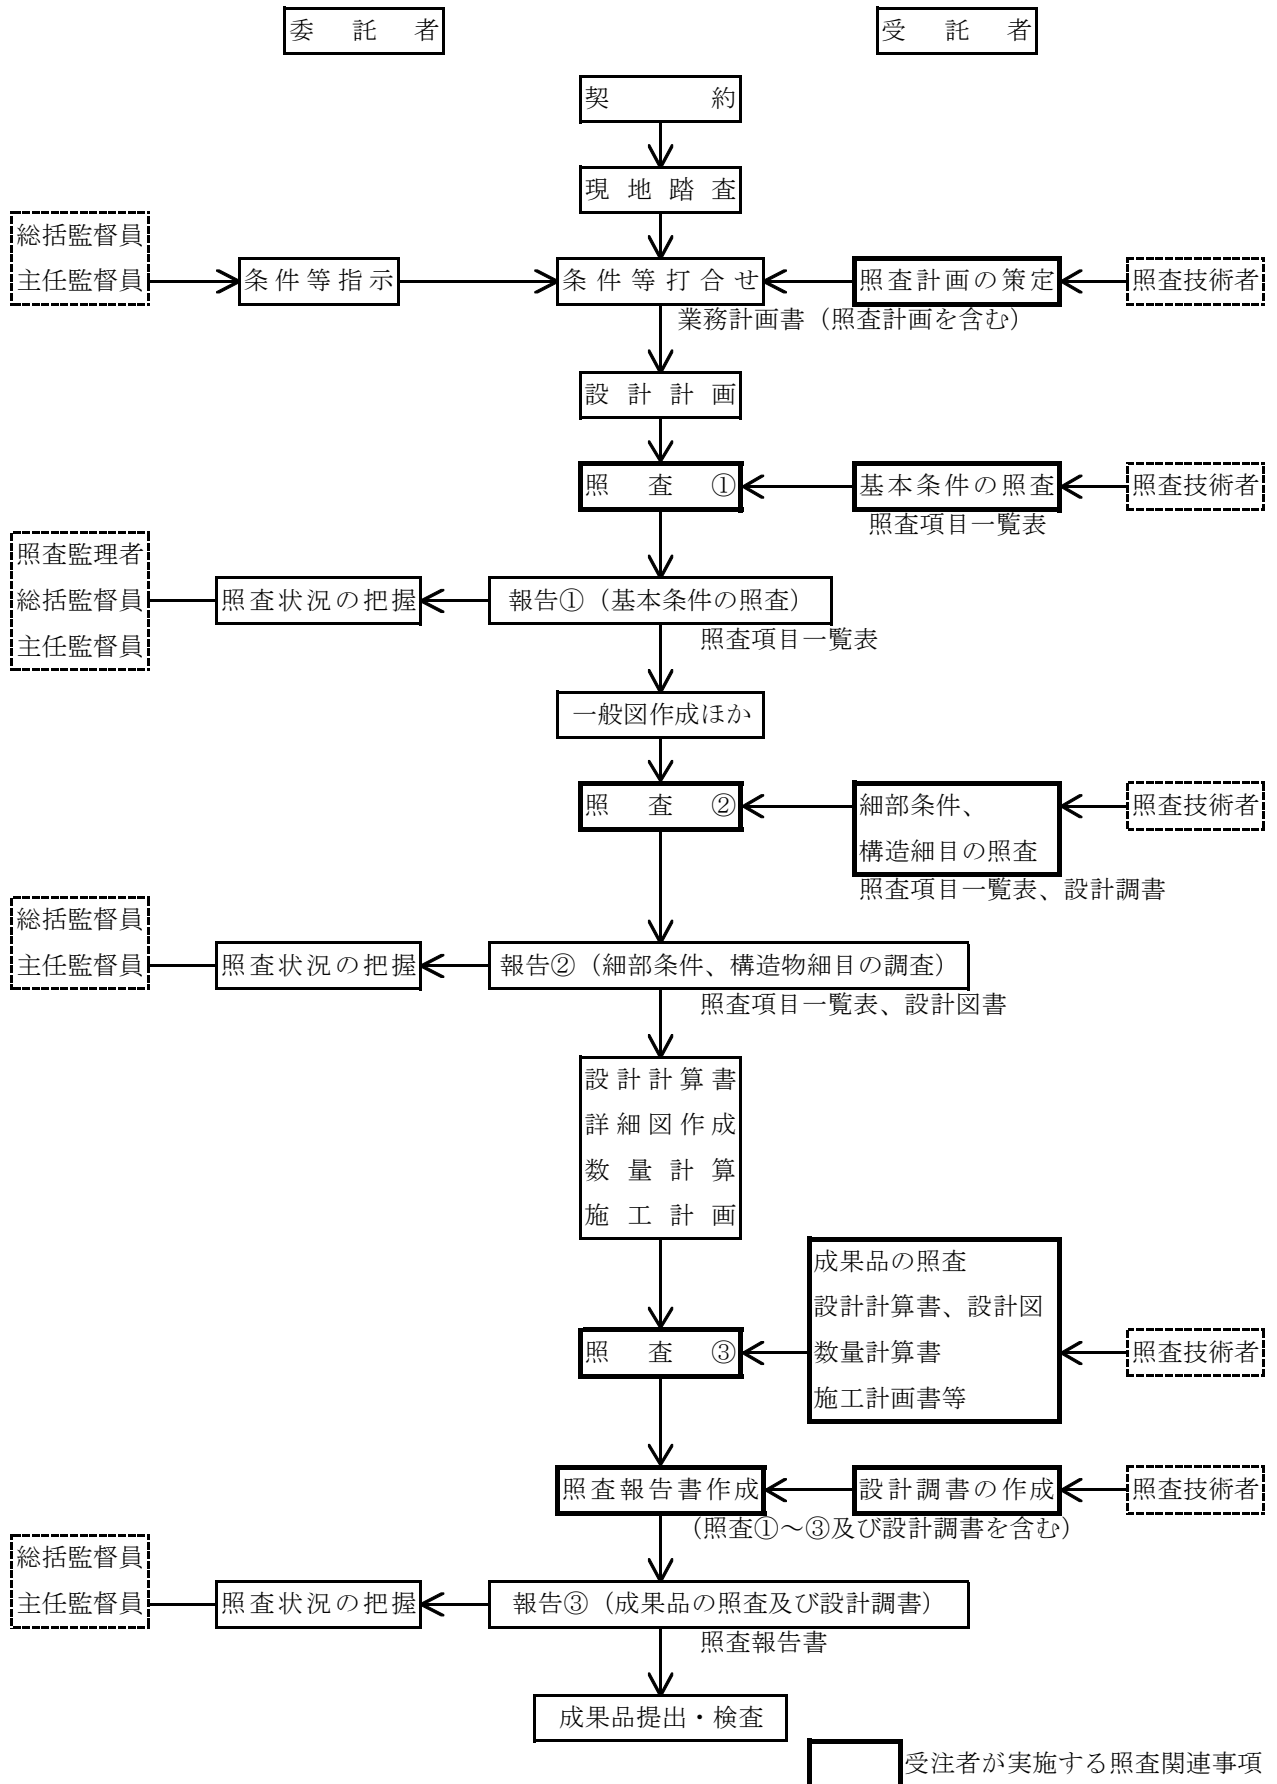 委託者
受託者
契約
現地踏査
総括監督員
主任監督員
条件等指示
条件等打合せ
照査計画の策定
照査技術者
業務計画書（照査計画を含む）
設計計画
照査①
基本条件の照査
照査技術者
照査項目一覧表
照査監理者
総括監督員
主任監督員
照査状況の把握
報告①（基本条件の照査）
照査項目一覧表
一般図作成ほか
照査②
細部条件、
構造細目の照査
照査技術者
照査項目一覧表、設計調書
総括監督員
主任監督員
照査状況の把握
報告②（細部条件、構造物細目の調査）
照査項目一覧表、設計図書
設計計算書
詳細図作成
数量計算
施工計画
照査③
成果品の照査
設計計算書、設計図
数量計算書
施工計画書等
照査技術者
照査報告書作成
設計調書の作成
照査技術者
（照査①～③及び設計調書を含む）
総括監督員
主任監督員
照査状況の把握
報告③（成果品の照査及び設計調書）
照査報告書
成果品提出・検査
受注者が実施する照査関連事項